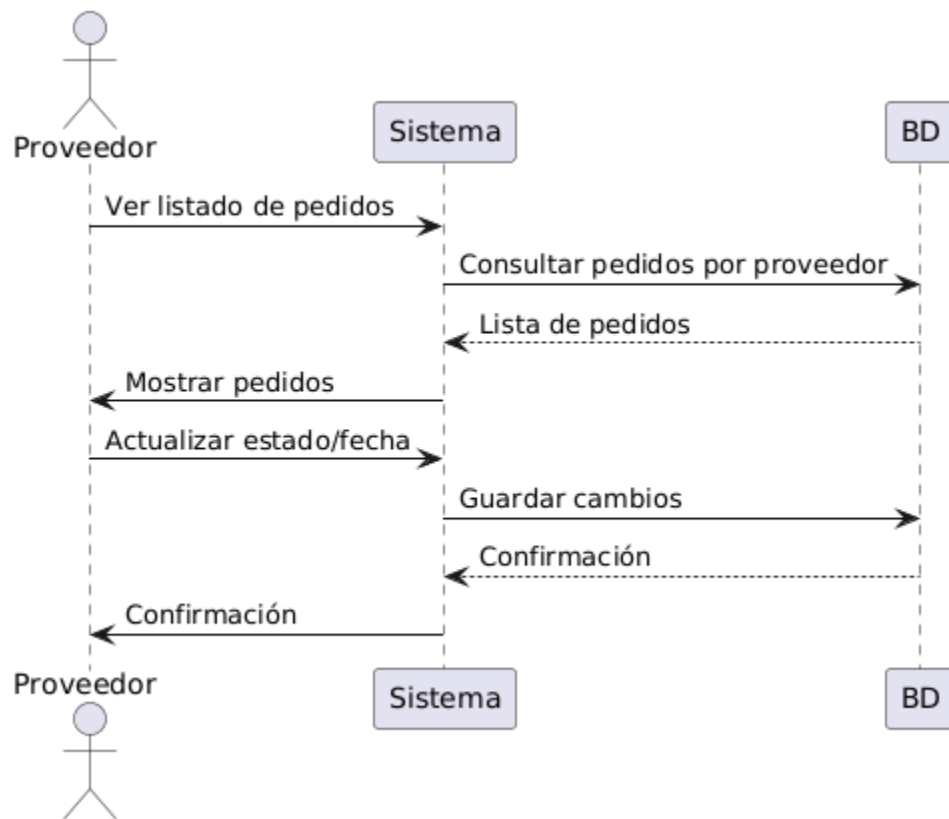 Proveedor
Sistema
BD
Ver listado de pedidos
Consultar pedidos por proveedor
Lista de pedidos
Mostrar pedidos
Actualizar estado/fecha
Guardar cambios
Confirmación
Confirmación
Proveedor
Sistema
BD